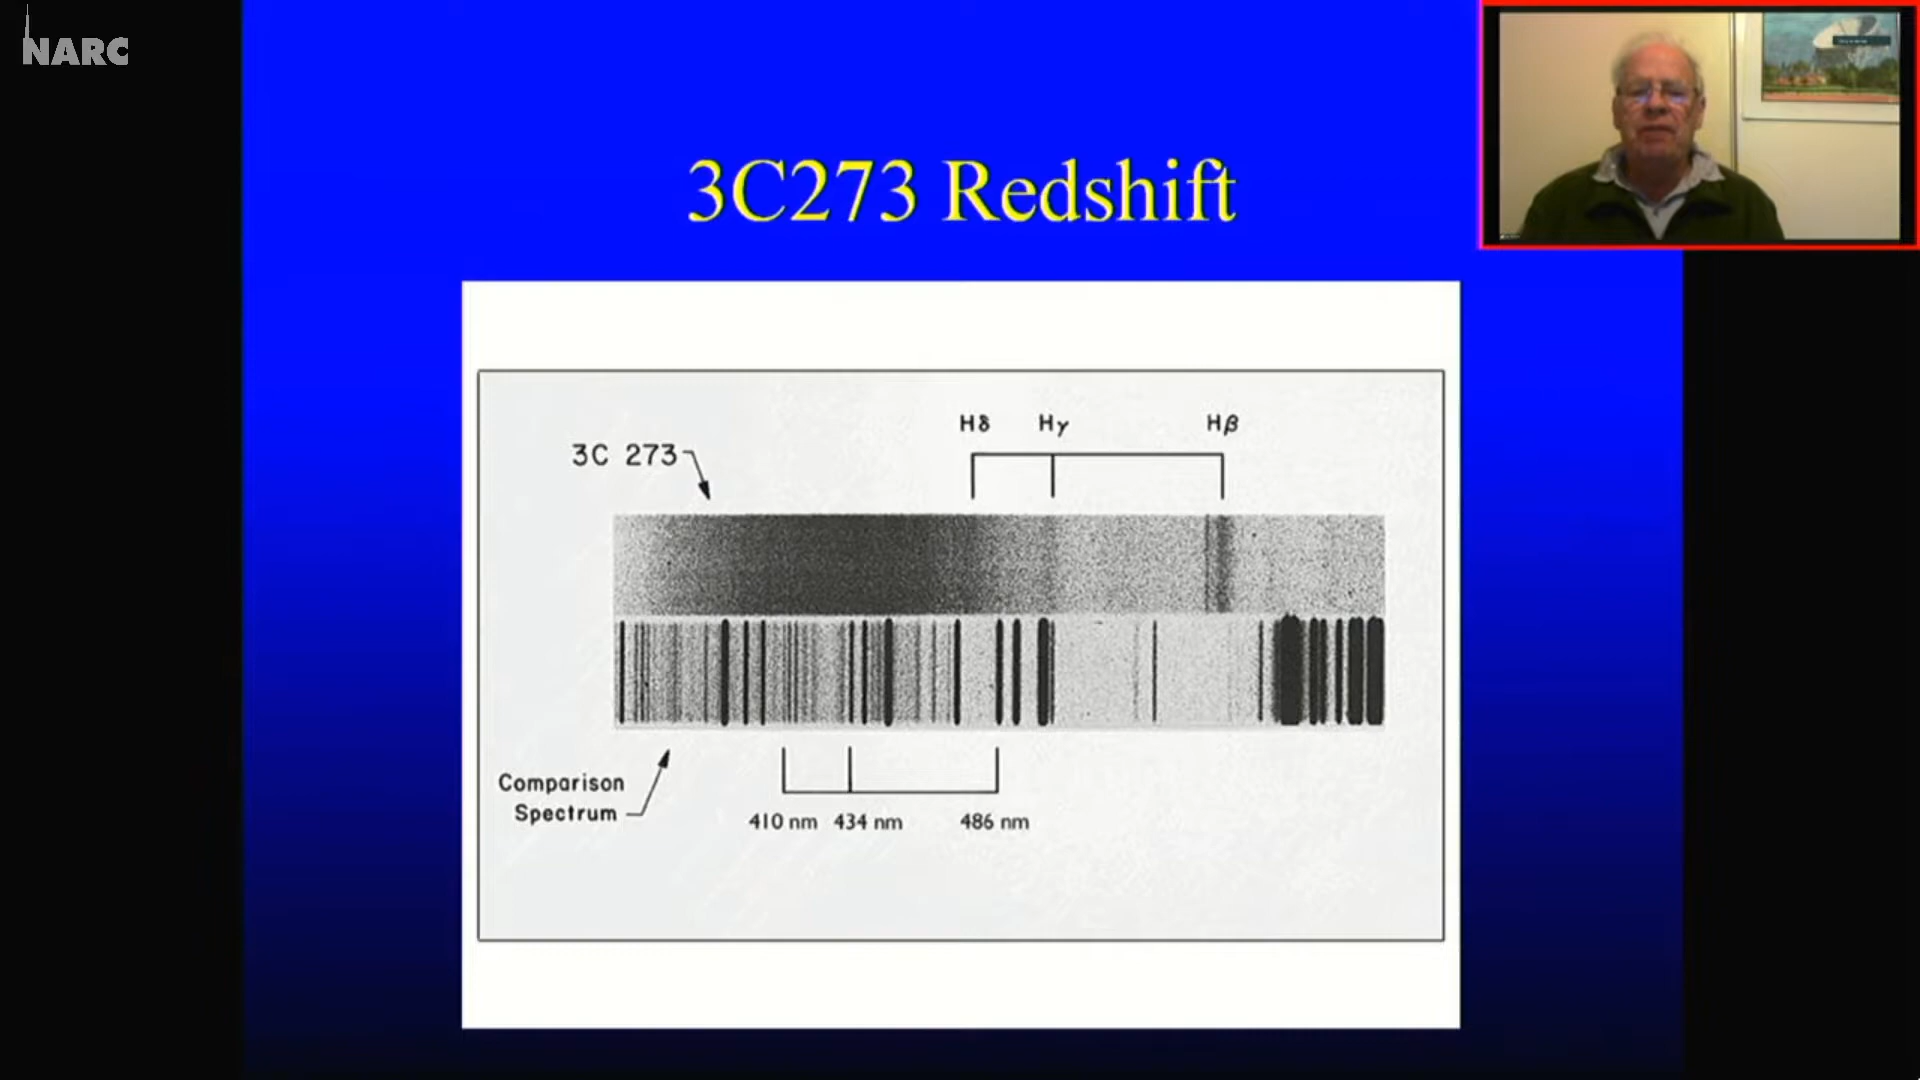 NARC
3C273 Redshift
Hδ Hγ Hβ
3C 273
Comparison
Spectrum
410 nm 434 nm 486 nm